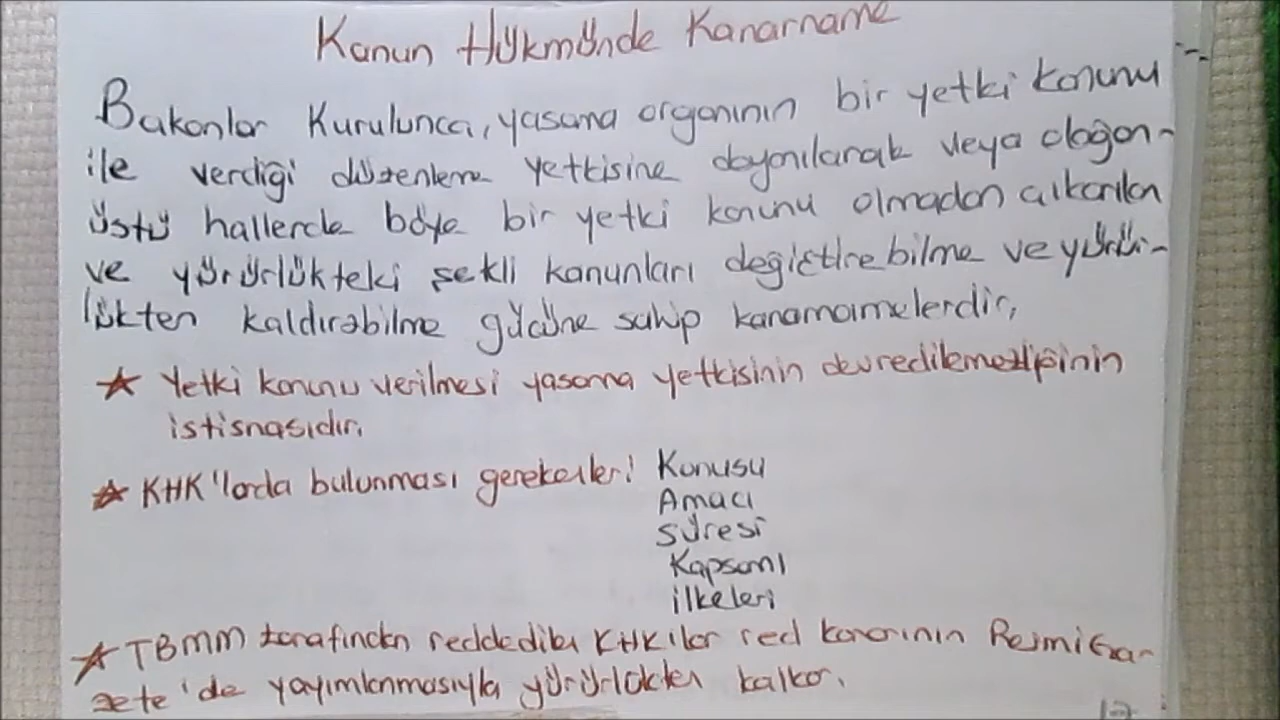 Kanun Hükmünde Kararname
Bakanlar Kurulunca, yasama organının bir yetki kanunu
ile verdiği düzenleme yetkisine dayanılarak veya olağan-
üstü hallerde böyle bir yetki kanunu olmadan çıkarılan
ve yürürlükteki şekli kanunları değiştirebilme ve yürür-
lükten kaldırabilme gücüne sahip kararnamelerdir.
★ Yetki kanunu verilmesi yasama yetkisinin devredilemezliğinin
istisnasıdır.
★ KHK'larda bulunması gerekenler: Konusu
Amacı
Süresi
Kapsamı
İlkeleri
★ TBMM tarafından reddedilen KHK'lar red kararının Resmi Ga-
zete'de yayımlanmasıyla yürürlükten kalkar.